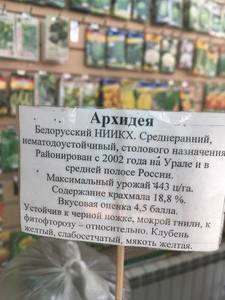 Архидея
Белорусский НИИКХ. Среднеранний,
нематодоустойчивый, столового назначения
Районирован с 2002 года на Урале и в
средней полосе России.
Максимальный урожай 443 ц/га.
Содержание крахмала 18,8 %.
Вкусовая оценка 4,5 балла.
Устойчив к черной ножке, мокрой гнили, к
фитофторозу – относительно. Клубень
желтый, слабосетчатый, мякоть желтая.